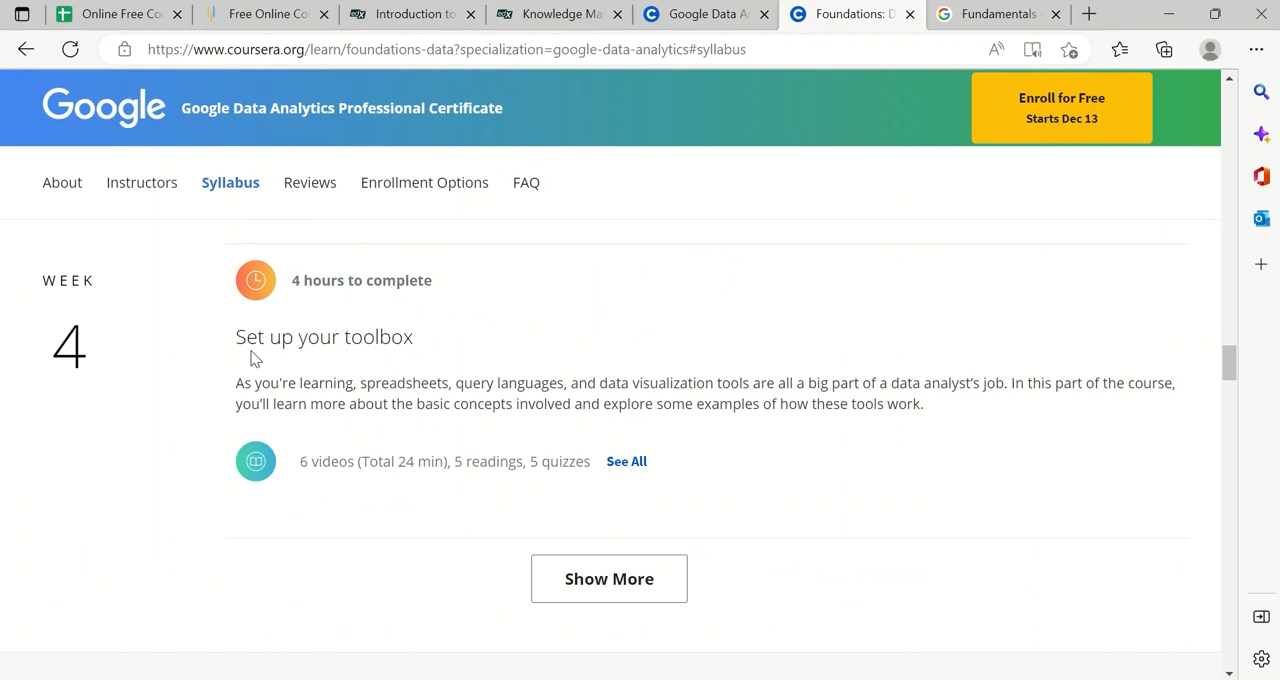 Online Free Co
Free Online Co
Introduction to
Knowledge Ma
Google Data A
Foundations: D
Fundamentals
https://www.coursera.org/learn/foundations-data?specialization=google-data-analytics#syllabus
Google
Google Data Analytics Professional Certificate
Enroll for Free
Starts Dec 13
About Instructors Syllabus Reviews Enrollment Options FAQ
WEEK
4
4 hours to complete
Set up your toolbox
As you're learning, spreadsheets, query languages, and data visualization tools are all a big part of a data analyst’s job. In this part of the course,
you’ll learn more about the basic concepts involved and explore some examples of how these tools work.
6 videos (Total 24 min), 5 readings, 5 quizzes See All
Show More